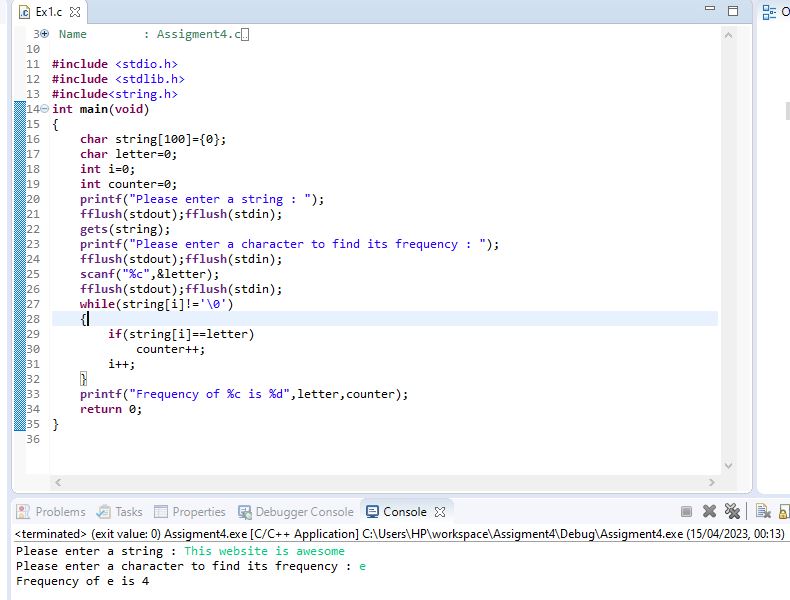 Ex1.c
3 Name : Assigment4.c
10
11 #include <stdio.h>
12 #include <stdlib.h>
13 #include<string.h>
14 int main(void)
15 {
16 char string[100]={0};
17 char letter=0;
18 int i=0;
19 int counter=0;
20 printf("Please enter a string : ");
21 fflush(stdout);fflush(stdin);
22 gets(string);
23 printf("Please enter a character to find its frequency : ");
24 fflush(stdout);fflush(stdin);
25 scanf("%c",&letter);
26 fflush(stdout);fflush(stdin);
27 while(string[i]!='\0')
28 {
29 if(string[i]==letter)
30 counter++;
31 i++;
32 }
33 printf("Frequency of %c is %d",letter,counter);
34 return 0;
35 }
36
Problems Tasks Properties Debugger Console Console
<terminated> (exit value: 0) Assigment4.exe [C/C++ Application] C:\Users\HP\workspace\Assigment4\Debug\Assigment4.exe (15/04/2023, 00:13)
Please enter a string : This website is awesome
Please enter a character to find its frequency : e
Frequency of e is 4